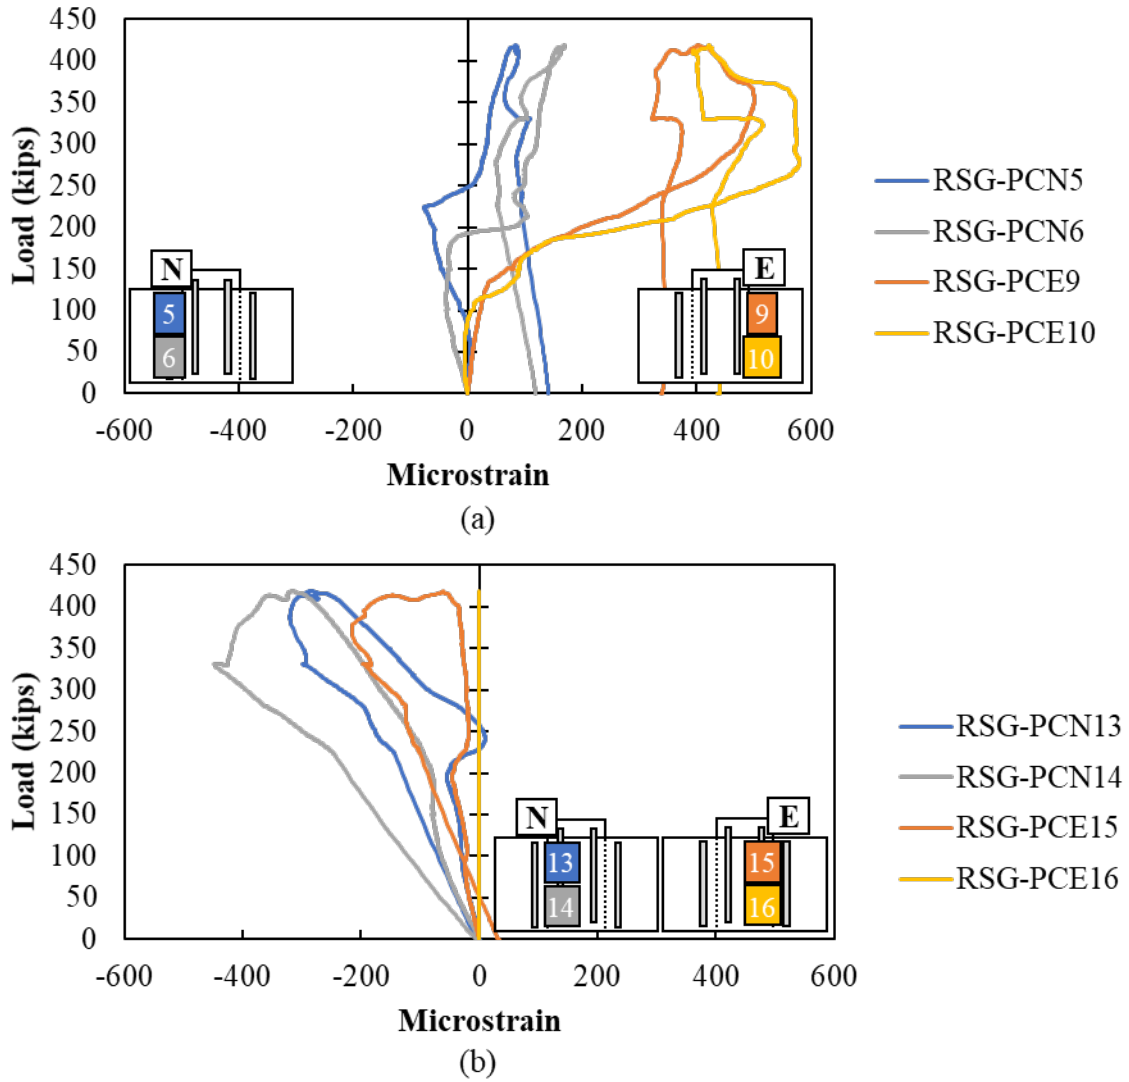 450
400
350
300
250
200
150
100
50
0
Load (kips)
-600 -400 -200 0 200 400 600
Microstrain
N
5
6
E
9
10
RSG-PCN5
RSG-PCN6
RSG-PCE9
RSG-PCE10
(a)
450
400
350
300
250
200
150
100
50
0
Load (kips)
-600 -400 -200 0 200 400 600
Microstrain
N
13
14
E
15
16
RSG-PCN13
RSG-PCN14
RSG-PCE15
RSG-PCE16
(b)